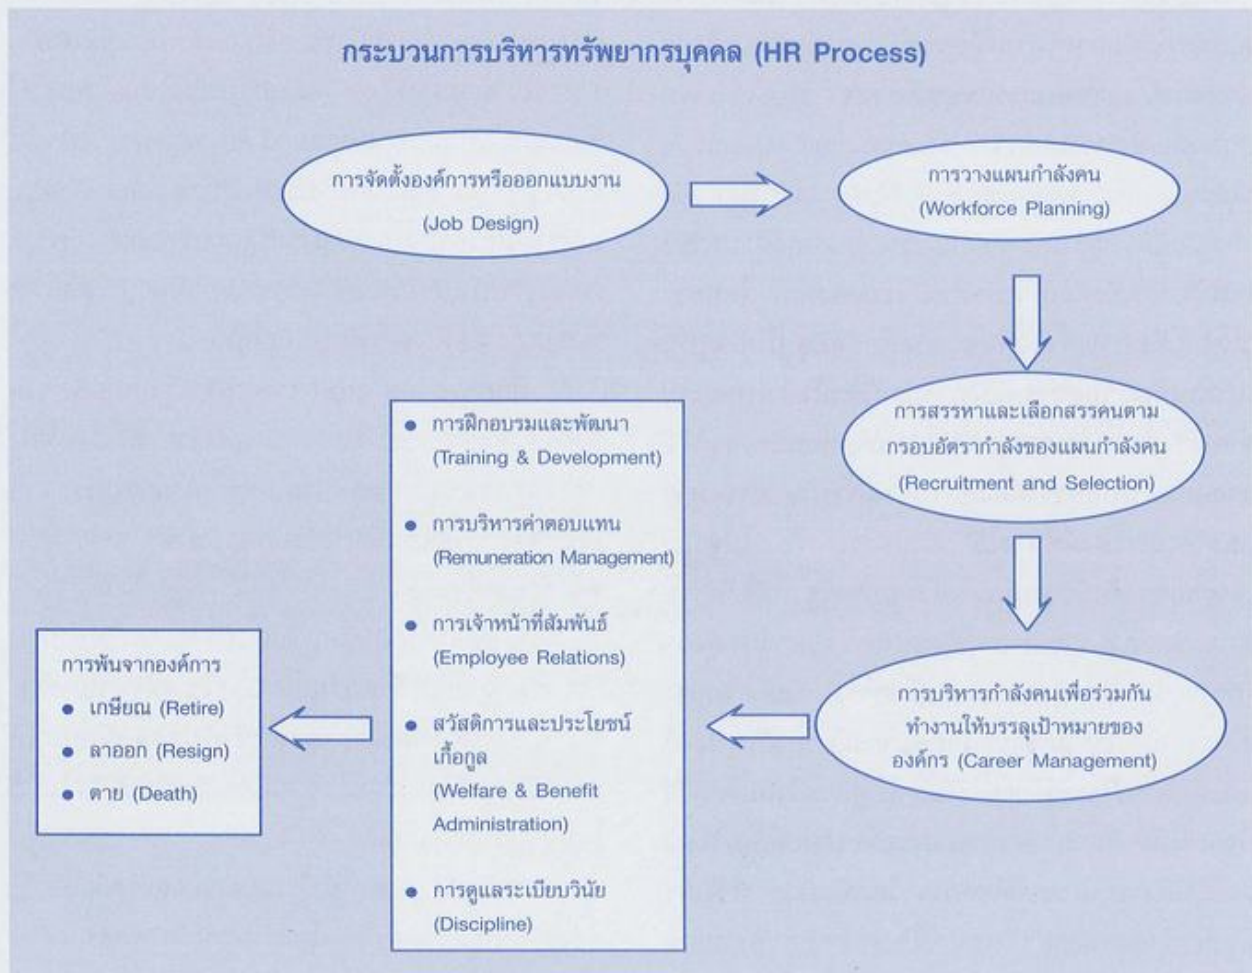 กระบวนการบริหารทรัพยากรบุคคล (HR Process)
การจัดตั้งองค์การหรือออกแบบงาน
(Job Design)
การวางแผนกำลังคน
(Workforce Planning)
การสรรหาและเลือกสรรคนตาม
กรอบอัตรากำลังของแผนกำลังคน
(Recruitment and Selection)
การบริหารกำลังคนเพื่อร่วมกัน
ทำงานให้บรรลุเป้าหมายของ
องค์กร (Career Management)
● การฝึกอบรมและพัฒนา
(Training & Development)
● การบริหารค่าตอบแทน
(Remuneration Management)
● การเจ้าหน้าที่สัมพันธ์
(Employee Relations)
● สวัสดิการและประโยชน์
เกื้อกูล
(Welfare & Benefit
Administration)
● การดูแลระเบียบวินัย
(Discipline)
การพ้นจากองค์การ
● เกษียณ (Retire)
● ลาออก (Resign)
● ตาย (Death)